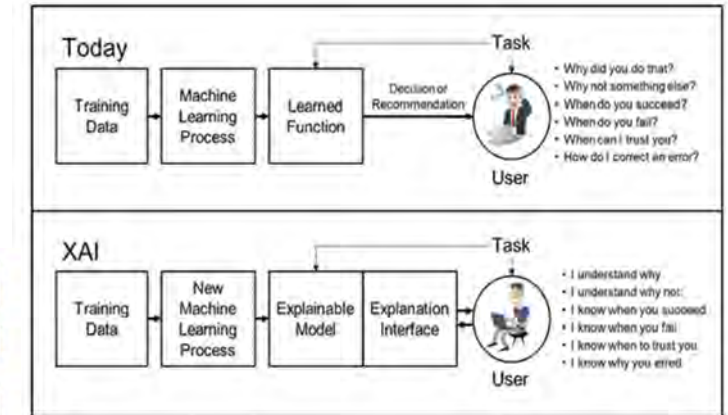 Today
Task
Training
Data
Machine
Learning
Process
Learned
Function
Decision or
Recommendation
User
• Why did you do that?
• Why not something else?
• When do you succeed?
• When do you fail?
• When can I trust you?
• How do I correct an error?
XAI
Task
Training
Data
New
Machine
Learning
Process
Explainable
Model
Explanation
Interface
User
• I understand why
• I understand why not
• I know when you succeed
• I know when you fail
• I know when to trust you
• I know why you erred